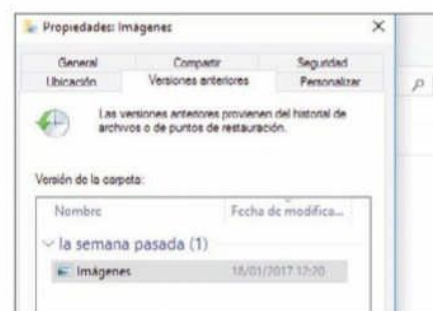 Propiedades: Imágenes
General Compartir Seguridad
Ubicación Versiones anteriores Personalizar
Las versiones anteriores provienen del historial de
archivos o de puntos de restauración.
Versión de la carpeta:
Nombre Fecha de modifica...
la semana pasada (1)
Imágenes 18/01/2017 12:20